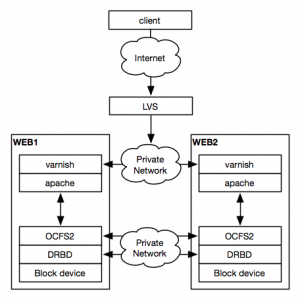 client
Internet
LVS
WEB1
WEB2
Private
Network
varnish
apache
varnish
apache
OCFS2
DRBD
Block device
Private
Network
OCFS2
DRBD
Block device